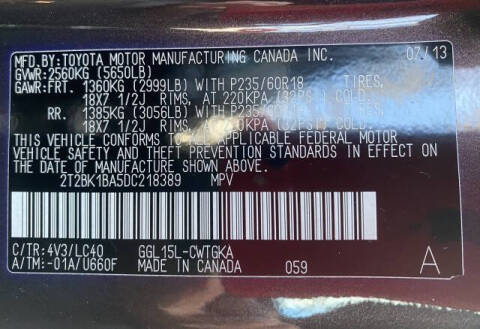 MFD.BY:TOYOTA MOTOR MANUFACTURING CANADA INC. 07/13
GVWR:2560KG (5650LB)
GAWR:FRT. 1360KG (2999LB) WITH P235/60R18 TIRES,
18X7 1/2J RIMS, AT 220KPA
RR. 1385KG (3056LB)
18X7 1/2J RIMS,
THIS VEHICLE CONFORMS TO ALL APPLICABLE FEDERAL MOTOR
VEHICLE SAFETY AND THEFT PREVENTION STANDARDS IN EFFECT ON
THE DATE OF MANUFACTURE SHOWN ABOVE.
2T2BK1BA5DC218389 MPV
C/TR:4V3/LC40 GGL15L-CWTGKA
A/TM:-01A/U660F MADE IN CANADA 059 A